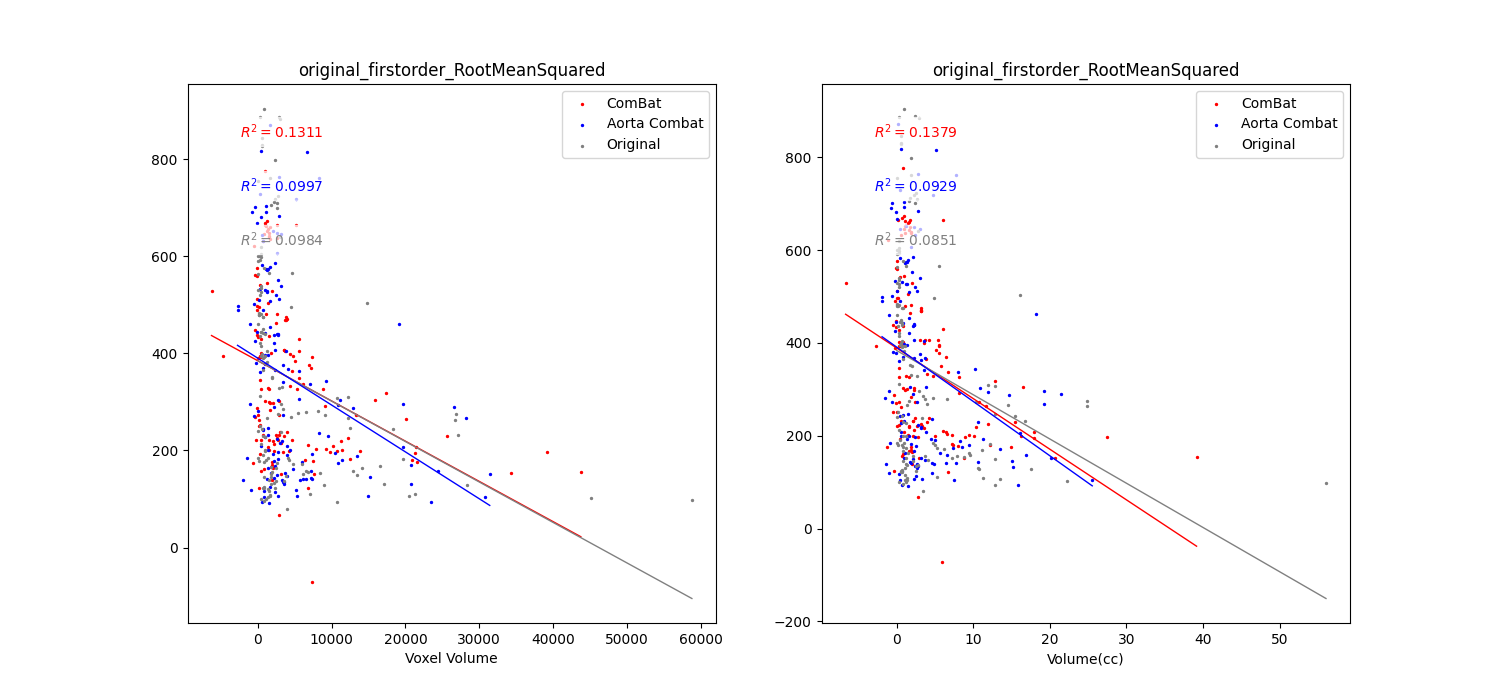 original_firstorder_RootMeanSquared
ComBat
Aorta Combat
Original
R² = 0.1311
R² = 0.0997
R² = 0.0984
800
600
400
200
0
0 10000 20000 30000 40000 50000 60000
Voxel Volume
original_firstorder_RootMeanSquared
ComBat
Aorta Combat
Original
R² = 0.1379
R² = 0.0929
R² = 0.0851
800
600
400
200
0
−200
0 10 20 30 40 50
Volume(cc)